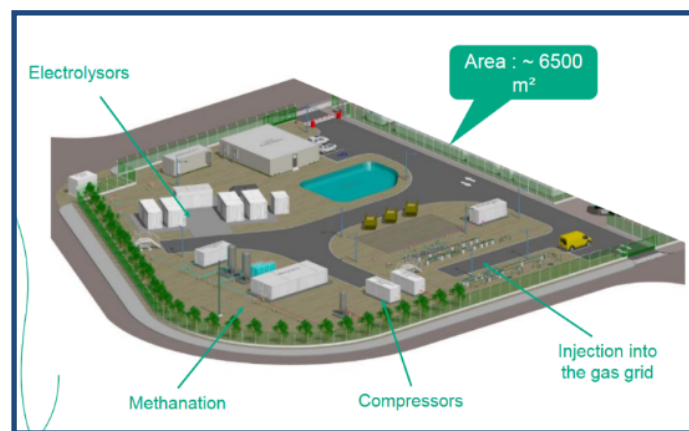 Electrolysors
Area : ~ 6500
m²
Injection into
the gas grid
Methanation
Compressors